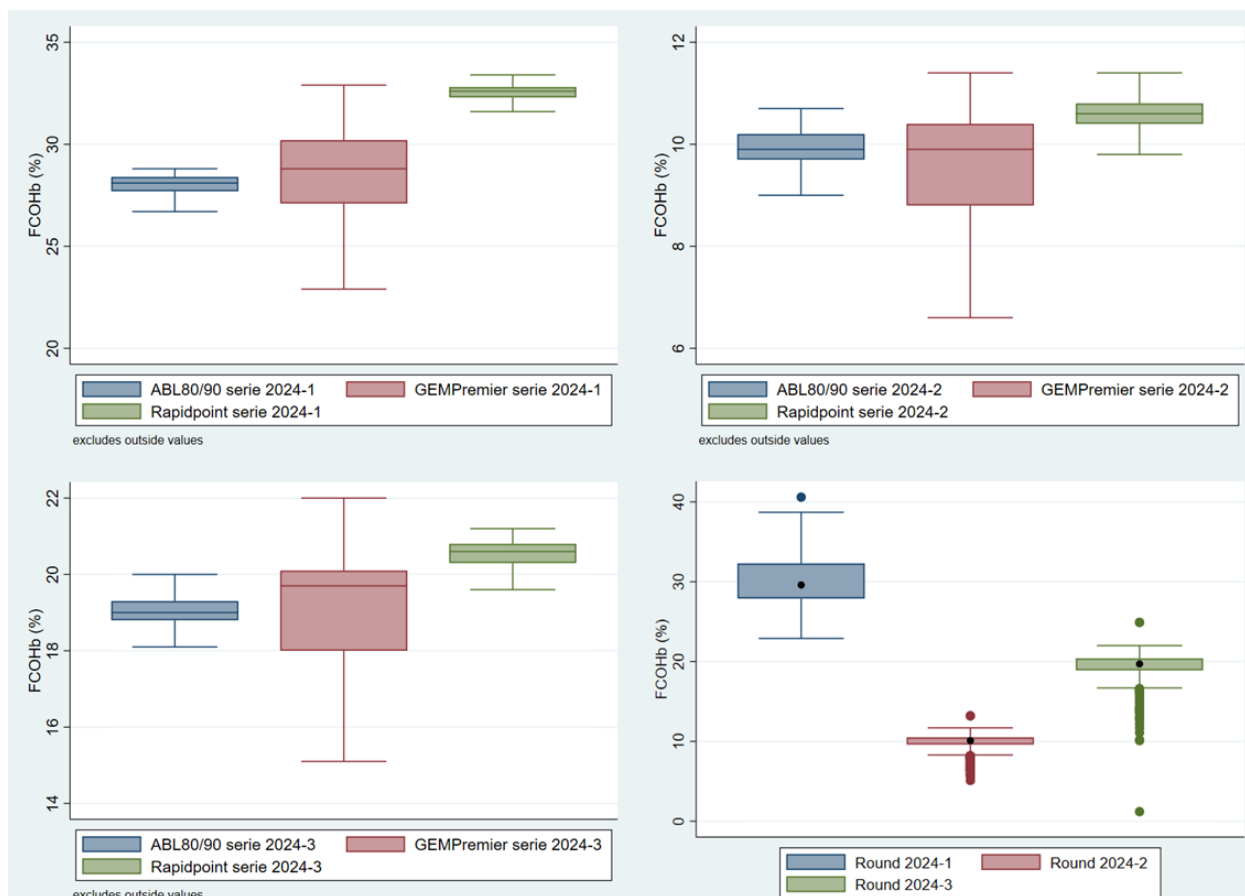 FCOHb (%)
35
30
25
20
ABL80/90 serie 2024-1
GEMPremier serie 2024-1
Rapidpoint serie 2024-1
excludes outside values
FCOHb (%)
12
10
8
6
ABL80/90 serie 2024-2
GEMPremier serie 2024-2
Rapidpoint serie 2024-2
excludes outside values
FCOHb (%)
22
20
18
16
14
ABL80/90 serie 2024-3
GEMPremier serie 2024-3
Rapidpoint serie 2024-3
excludes outside values
FCOHb (%)
40
30
20
10
0
Round 2024-1
Round 2024-2
Round 2024-3